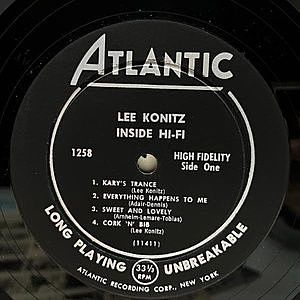 ATLANTIC
LEE KONITZ
INSIDE HI-FI
1258
HIGH FIDELITY
Side One
1. KARY'S TRANCE
(Lee Konitz)
2. EVERYTHING HAPPENS TO ME
(Adair-Dennis)
3. SWEET AND LOVELY
(Arnheim-Lemare-Tobias)
4. CORK 'N' BIB
(Lee Konitz)
(11411)
LONG PLAYING 33 1/3 RPM UNBREAKABLE
ATLANTIC RECORDING CORP., NEW YORK